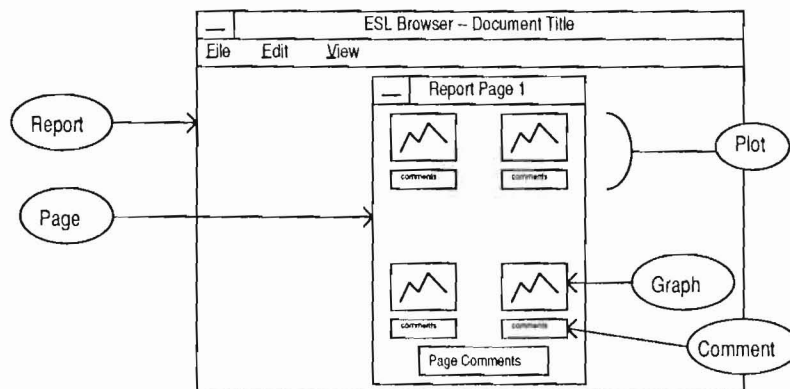 ESL Browser -- Document Title
File Edit View
Report Page 1
Report
Plot
comments comments
Page
Graph
comments comments
Comment
Page Comments